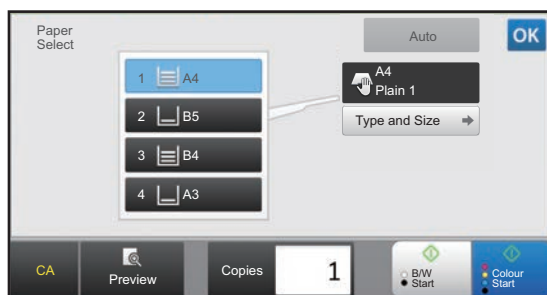 Paper
Select
Auto
OK
1 A4
2 B5
3 B4
4 A3
A4
Plain 1
Type and Size
CA
Preview
Copies
1
B/W
Start
Colour
Start